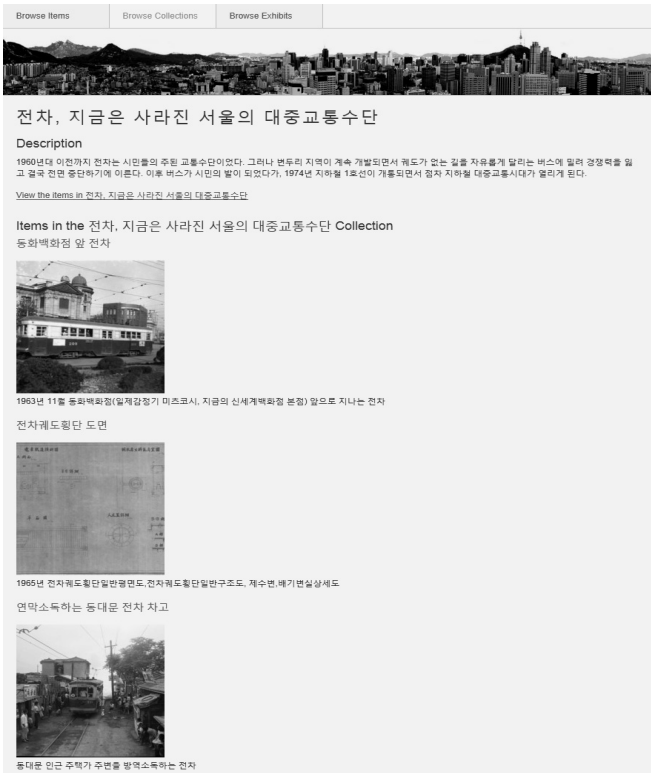 Browse Items
Browse Collections
Browse Exhibits
전차, 지금은 사라진 서울의 대중교통수단
Description
1960년대 이전까지 전차는 시민들의 주된 교통수단이었다. 그러나 변두리 지역이 계속 개발되면서 궤도가 없는 길을 자유롭게 달리는 버스에 밀려 경쟁력을 잃
고 결국 전면 중단하기에 이른다. 이후 버스가 시민의 발이 되었다가, 1974년 지하철 1호선이 개통되면서 점차 지하철 대중교통시대가 열리게 된다.
View the items in 전차, 지금은 사라진 서울의 대중교통수단
Items in the 전차, 지금은 사라진 서울의 대중교통수단 Collection
동화백화점 앞 전차
1963년 11월 동화백화점(일제강점기 미츠코시, 지금의 신세계백화점 본점) 앞으로 지나는 전차
전차궤도횡단 도면
1965년 전차궤도횡단일반평면도,전차궤도횡단일반구조도, 제수변,배기변실상세도
연막소독하는 동대문 전차 차고
동대문 인근 주택가 주변을 방역소독하는 전차